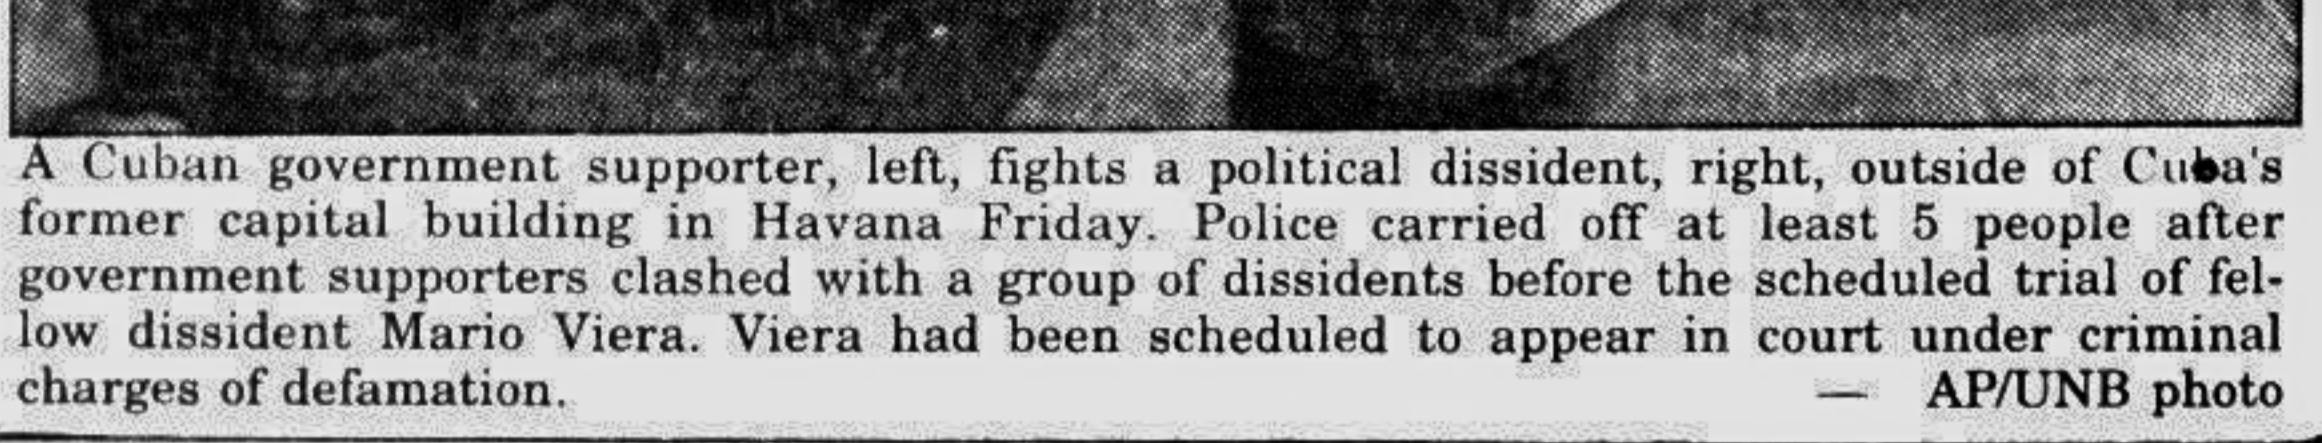 A Cuban government supporter, left, fights a political dissident, right, outside of Cuba's
former capital building in Havana Friday. Police carried off at least 5 people after
government supporters clashed with a group of dissidents before the scheduled trial of fel-
low dissident Mario Viera. Viera had been scheduled to appear in court under criminal
charges of defamation. — AP/UNB photo